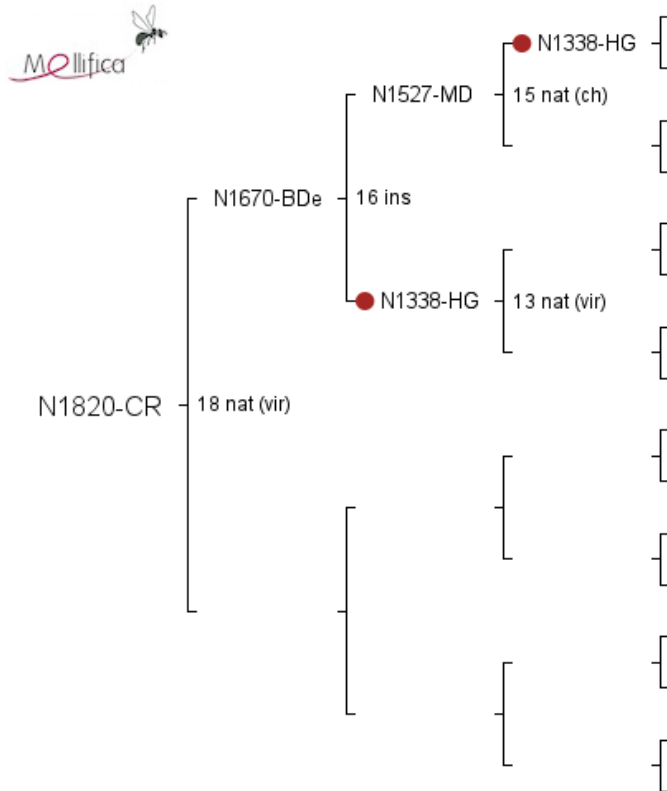 Mellifica
N1338-HG
N1527-MD
15 nat (ch)
N1670-BDe
16 ins
N1338-HG
13 nat (vir)
N1820-CR
18 nat (vir)